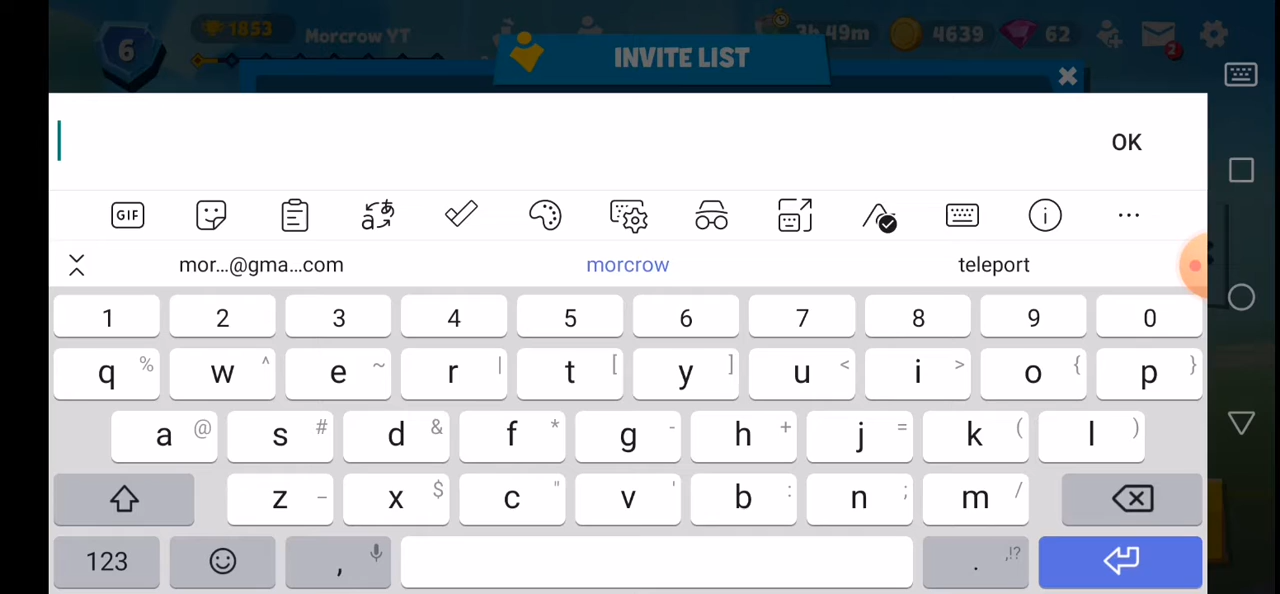 6 1853 Morcrow YT 3h 49m 4639 62 2
INVITE LIST
OK
GIF
mor...@gma...com morcrow teleport
1 2 3 4 5 6 7 8 9 0
q % w ^ e ~ r | t [ y ] u < i > o { p }
a @ s # d & f * g - h + j = k ( l )
z _ x $ c " v ' b : n ; m /
123 , . ,!?